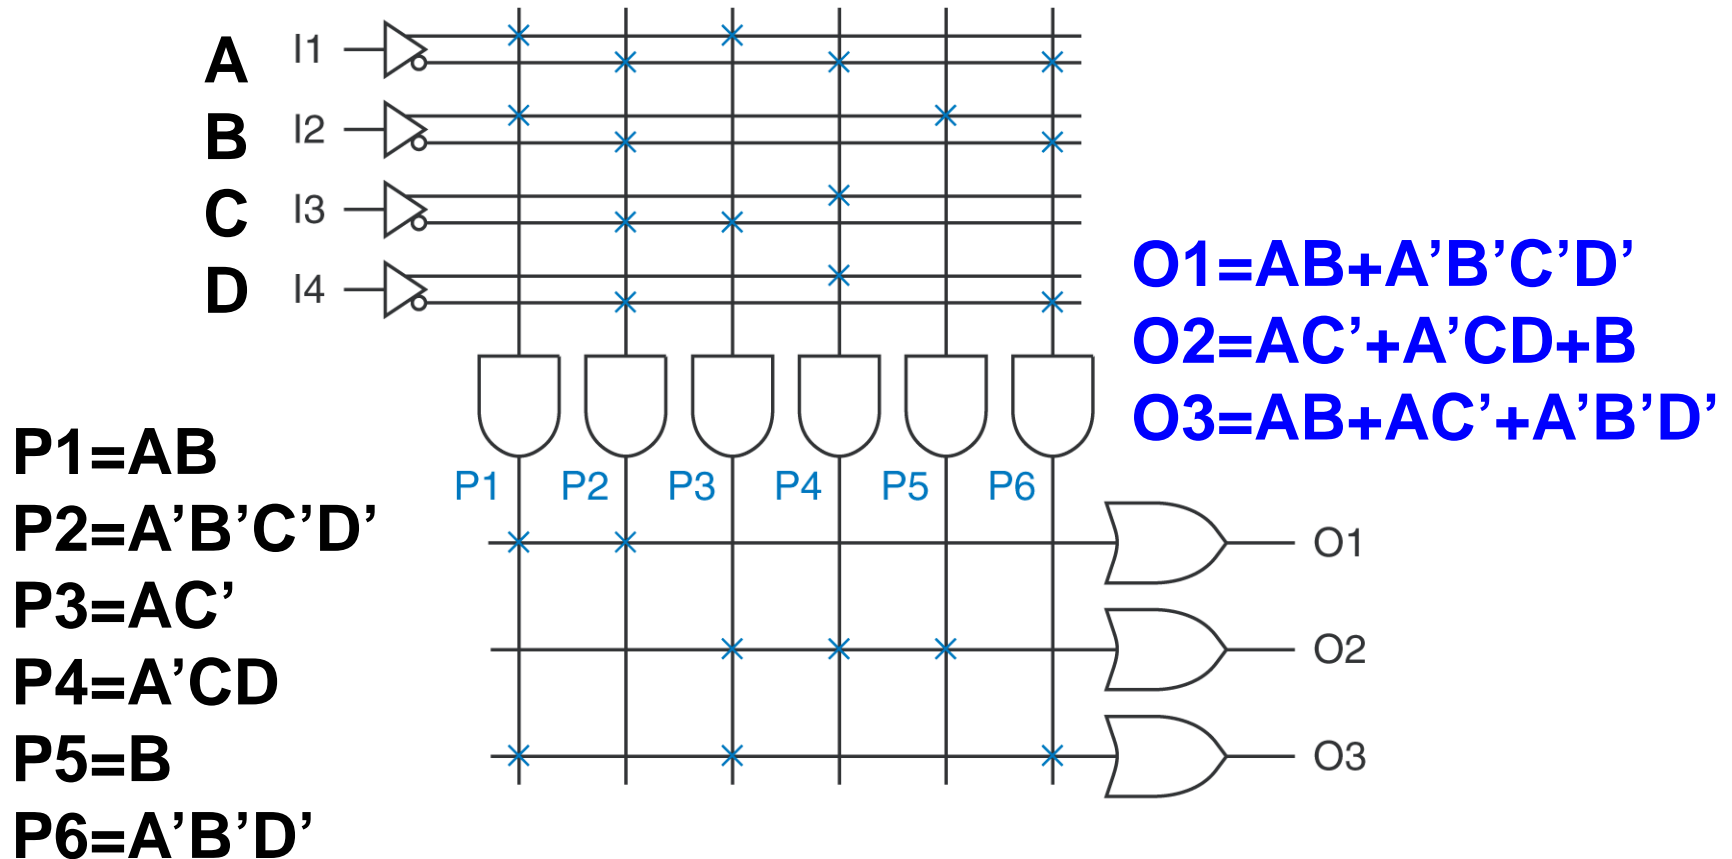 A
I1
B
I2
C
I3
D
I4
O1=AB+A’B’C’D’
O2=AC’+A’CD+B
O3=AB+AC’+A’B’D’
P1=AB
P2=A’B’C’D’
P3=AC’
P4=A’CD
P5=B
P6=A’B’D’
P1 P2 P3 P4 P5 P6
O1
O2
O3